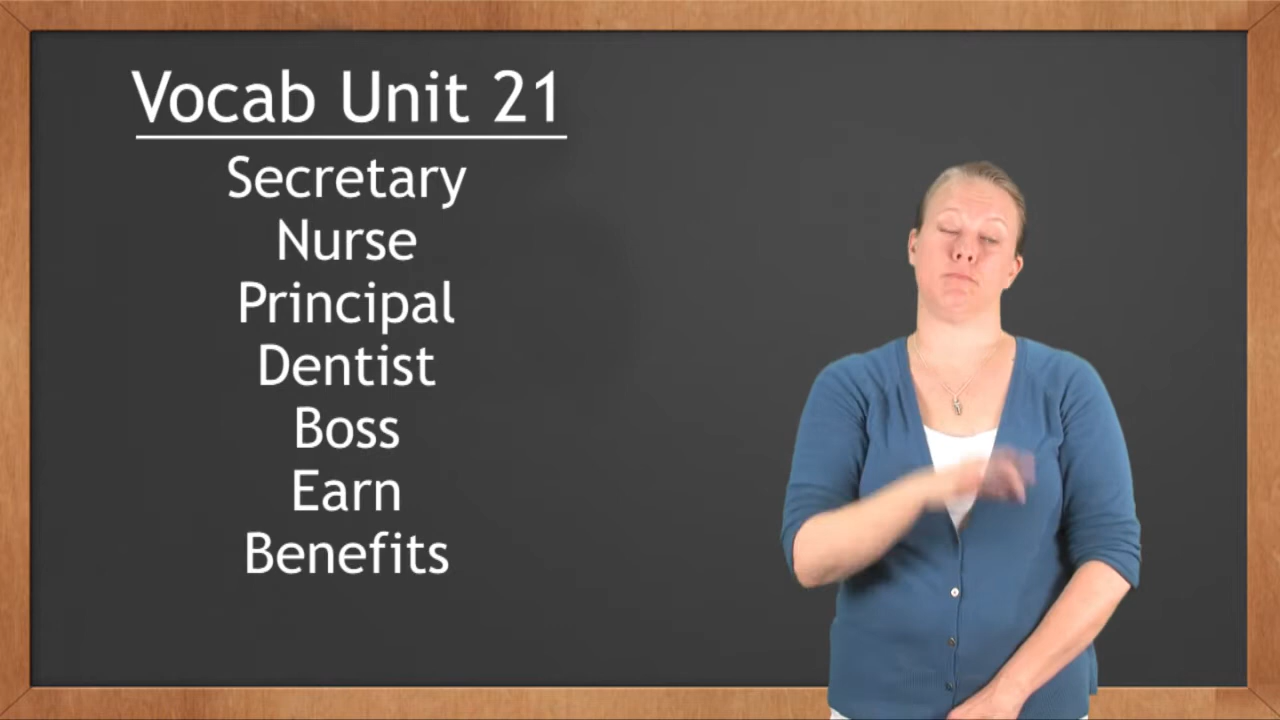 Vocab Unit 21
Secretary
Nurse
Principal
Dentist
Boss
Earn
Benefits